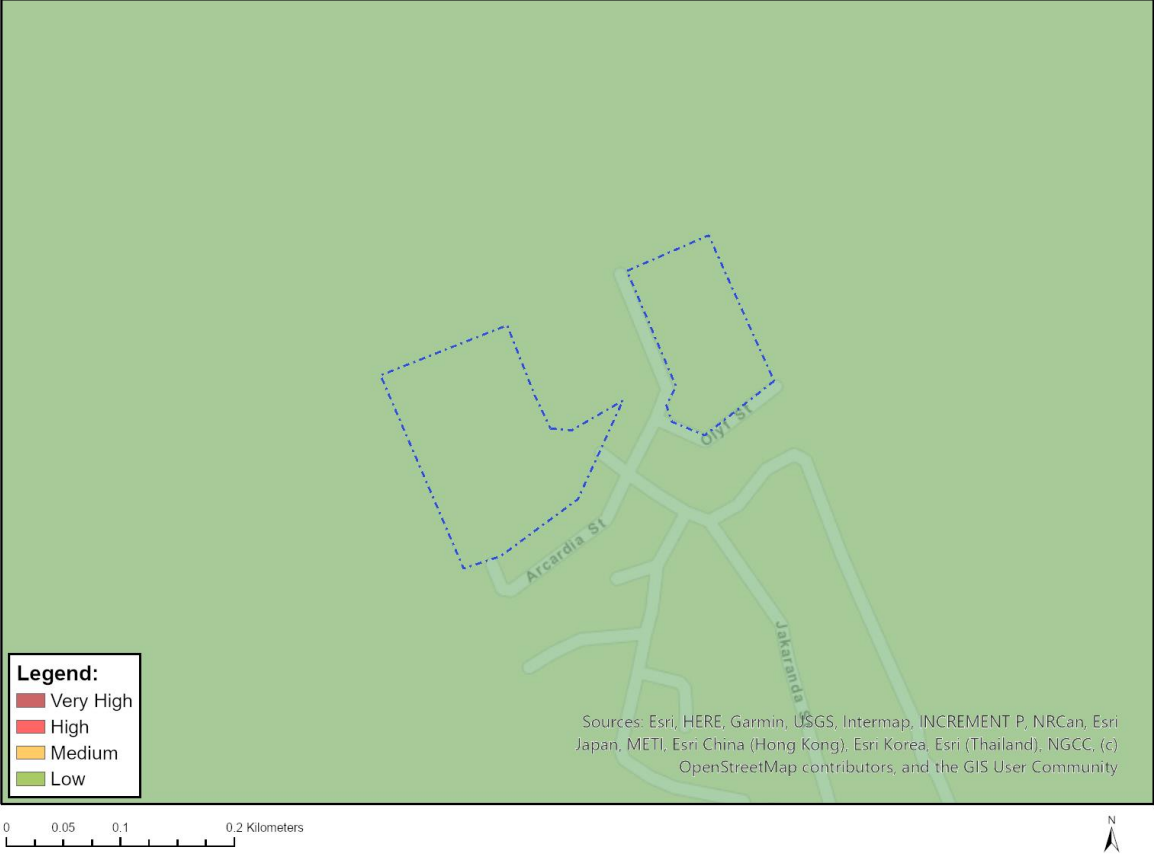 Olyf St
Arcardia St
Jakaranda S
Legend:
Very High
High
Medium
Low
Sources: Esri, HERE, Garmin, USGS, Intermap, INCREMENT P, NRCan, Esri
Japan, METI, Esri China (Hong Kong), Esri Korea, Esri (Thailand), NGCC, (c)
OpenStreetMap contributors, and the GIS User Community
0 0.05 0.1 0.2 Kilometers
N